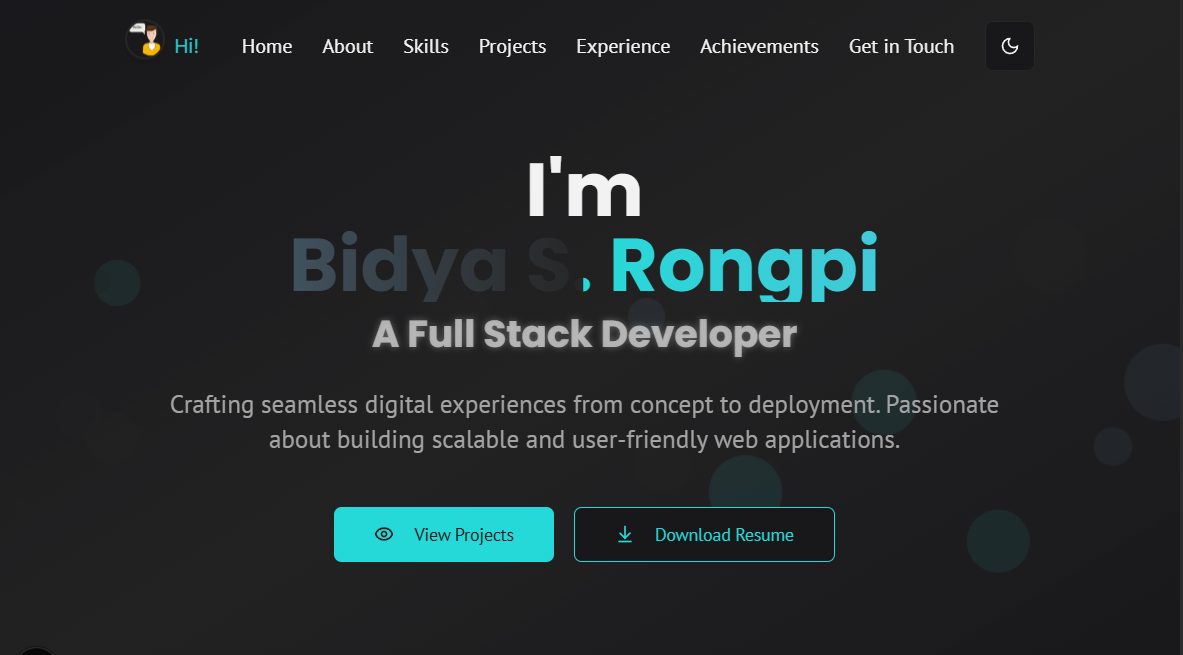 Hi! Home About Skills Projects Experience Achievements Get in Touch
I'm
Bidya S. Rongpi
A Full Stack Developer
Crafting seamless digital experiences from concept to deployment. Passionate
about building scalable and user-friendly web applications.
View Projects Download Resume